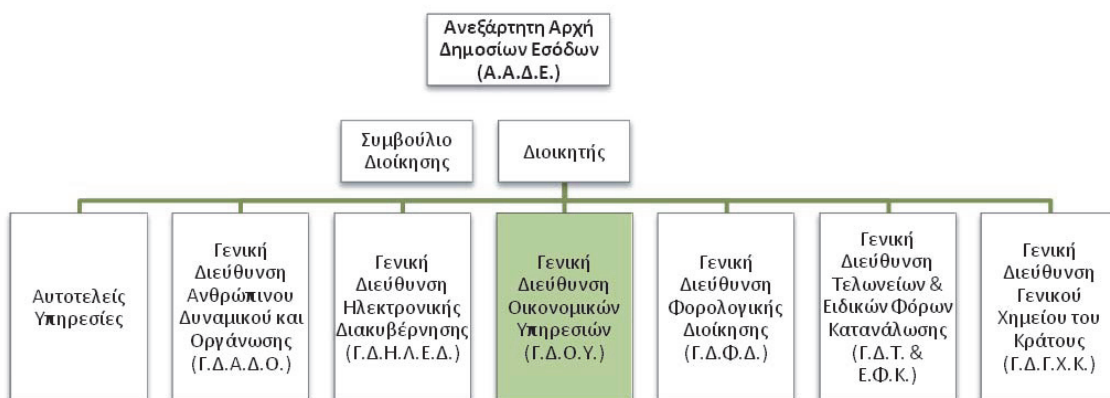 Ανεξάρτητη Αρχή
Δημοσίων Εσόδων
(Α.Α.Δ.Ε.)
Συμβούλιο
Διοίκησης
Διοικητής
Αυτοτελείς
Υπηρεσίες
Γενική
Διεύθυνση
Ανθρώπινου
Δυναμικού και
Οργάνωσης
(Γ.Δ.Α.Δ.Ο.)
Γενική
Διεύθυνση
Ηλεκτρονικής
Διακυβέρνησης
(Γ.Δ.Η.Λ.Ε.Δ.)
Γενική
Διεύθυνση
Οικονομικών
Υπηρεσιών
(Γ.Δ.Ο.Υ.)
Γενική
Διεύθυνση
Φορολογικής
Διοίκησης
(Γ.Δ.Φ.Δ.)
Γενική
Διεύθυνση
Τελωνείων &
Ειδικών Φόρων
Κατανάλωσης
(Γ.Δ.Τ. &
Ε.Φ.Κ.)
Γενική
Διεύθυνση
Γενικού
Χημείου του
Κράτους
(Γ.Δ.Γ.Χ.Κ.)